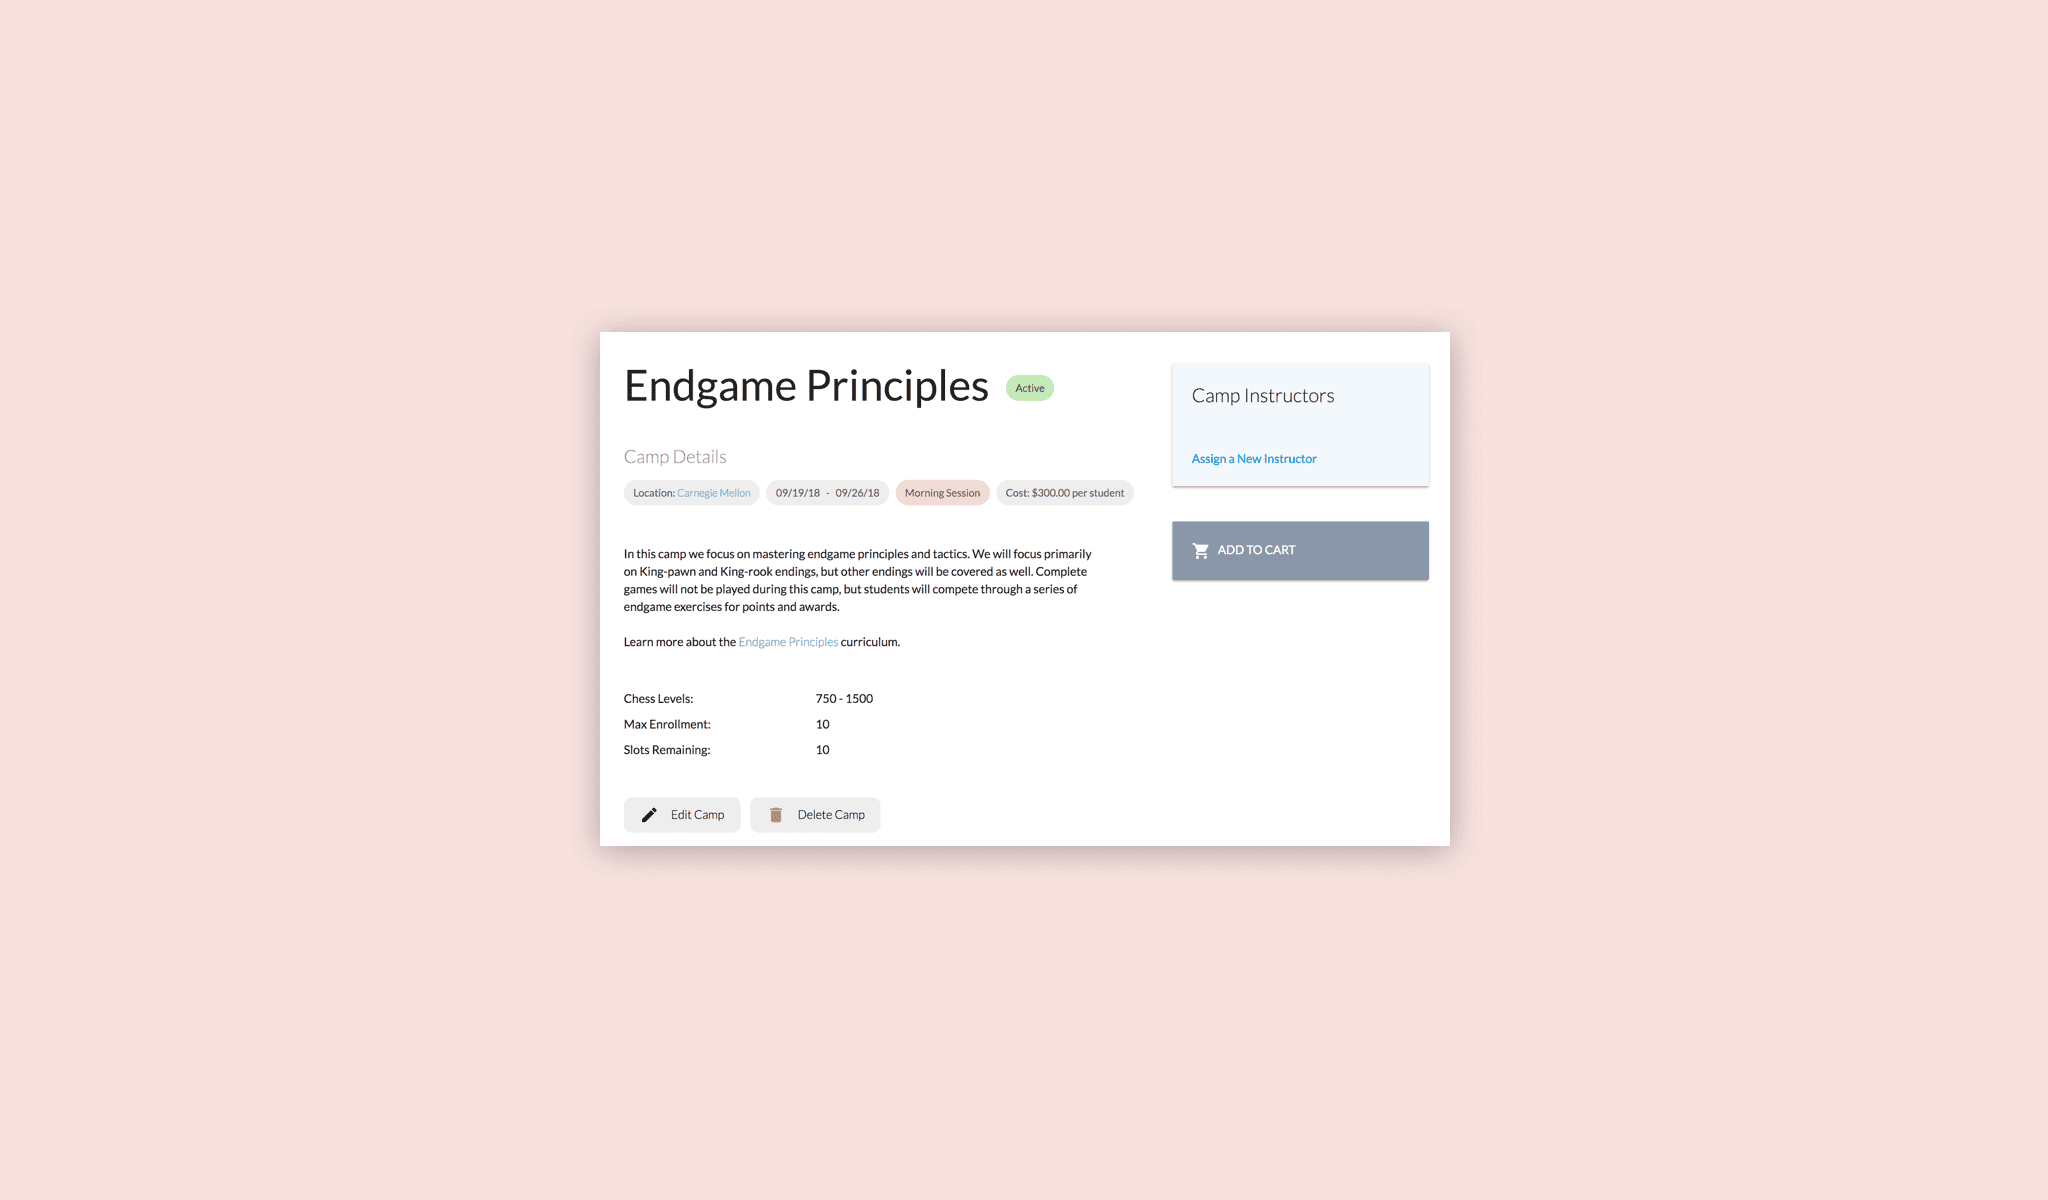 Endgame Principles Active
Camp Details
Location: Carnegie Mellon 09/19/18 - 09/26/18 Morning Session Cost: $300.00 per student
In this camp we focus on mastering endgame principles and tactics. We will focus primarily
on King-pawn and King-rook endings, but other endings will be covered as well. Complete
games will not be played during this camp, but students will compete through a series of
endgame exercises for points and awards.
Learn more about the Endgame Principles curriculum.
Chess Levels: 750 - 1500
Max Enrollment: 10
Slots Remaining: 10
Edit Camp Delete Camp
Camp Instructors
Assign a New Instructor
ADD TO CART